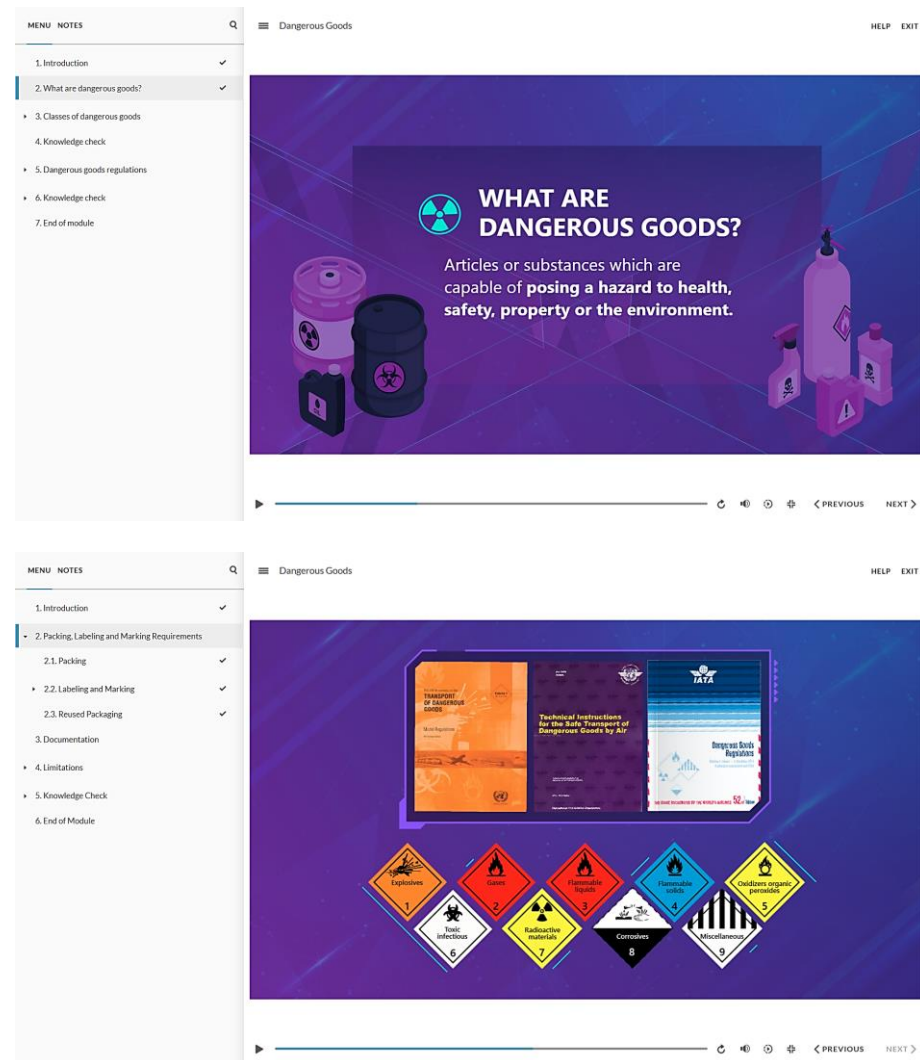 MENU NOTES
Dangerous Goods
HELP EXIT
1. Introduction
2. What are dangerous goods?
3. Classes of dangerous goods
4. Knowledge check
5. Dangerous goods regulations
6. Knowledge check
7. End of module
WHAT ARE
DANGEROUS GOODS?
Articles or substances which are
capable of posing a hazard to health,
safety, property or the environment.
PREVIOUS NEXT
MENU NOTES
Dangerous Goods
HELP EXIT
1. Introduction
2. Packing, Labeling and Marking Requirements
2.1. Packing
2.2. Labeling and Marking
2.3. Reused Packaging
3. Documentation
4. Limitations
5. Knowledge Check
6. End of Module
TRANSPORT
OF DANGEROUS
GOODS
Technical Instructions
for the Safe Transport of
Dangerous Goods by Air
IATA
Dangerous Goods
Regulations
Explosives
1
Gases
2
Flammable
liquids
3
Flammable
solids
4
Oxidizers organic
peroxides
5
Toxic
infectious
6
Radioactive
materials
7
Corrosives
8
Miscellaneous
9
PREVIOUS NEXT